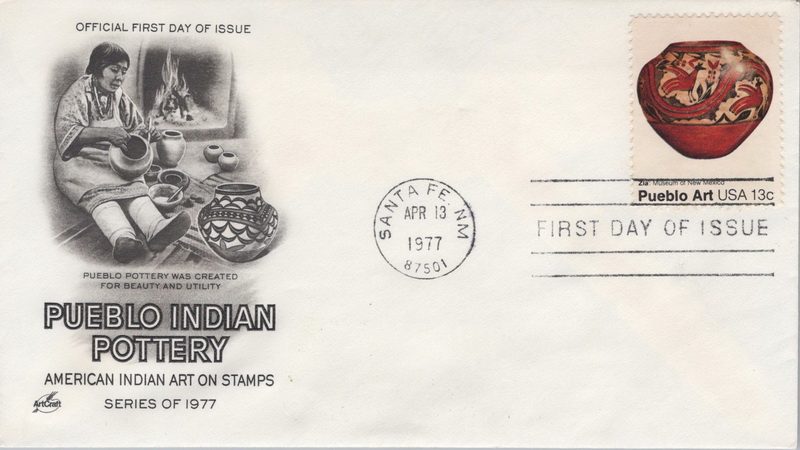 OFFICIAL FIRST DAY OF ISSUE
PUEBLO POTTERY WAS CREATED
FOR BEAUTY AND UTILITY
PUEBLO INDIAN
POTTERY
AMERICAN INDIAN ART ON STAMPS
SERIES OF 1977
ArtCraft
SANTA FE, NM
APR 13
1977
87501
Zia: Museum of New Mexico
Pueblo Art USA 13c
FIRST DAY OF ISSUE